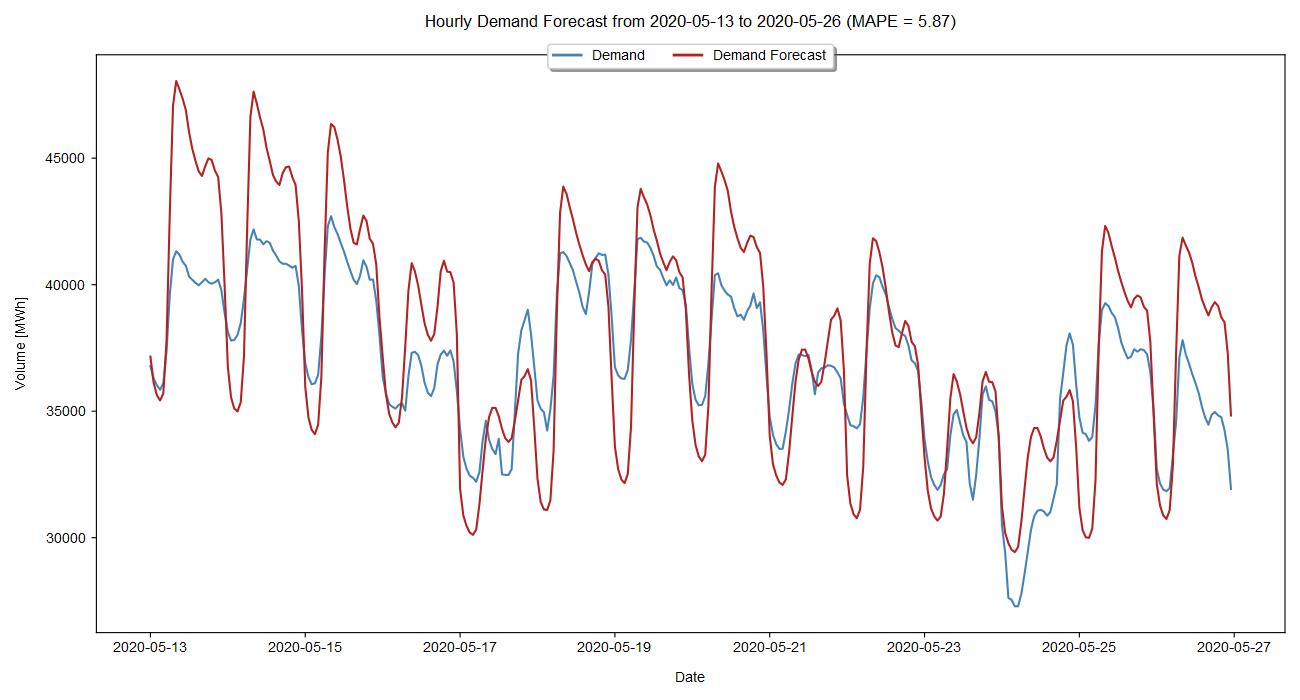 Hourly Demand Forecast from 2020-05-13 to 2020-05-26 (MAPE = 5.87)
Demand Demand Forecast
Volume [MWh]
45000
40000
35000
30000
2020-05-13 2020-05-15 2020-05-17 2020-05-19 2020-05-21 2020-05-23 2020-05-25 2020-05-27
Date